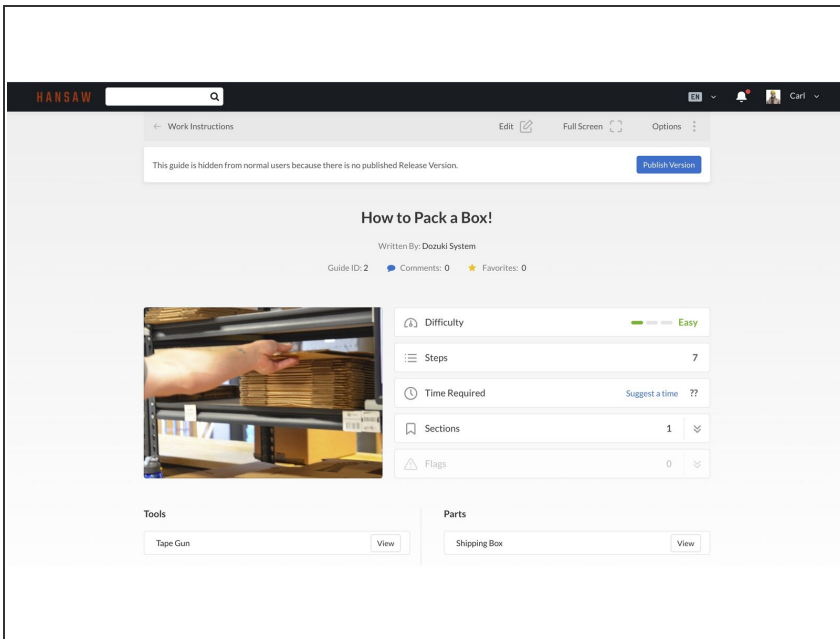 HANSAW
EN
Carl
← Work Instructions
Edit
Full Screen
Options
This guide is hidden from normal users because there is no published Release Version.
Publish Version
How to Pack a Box!
Written By: Dozuki System
Guide ID: 2 Comments: 0 Favorites: 0
Difficulty Easy
Steps 7
Time Required Suggest a time ??
Sections 1
Flags 0
Tools
Tape Gun View
Parts
Shipping Box View